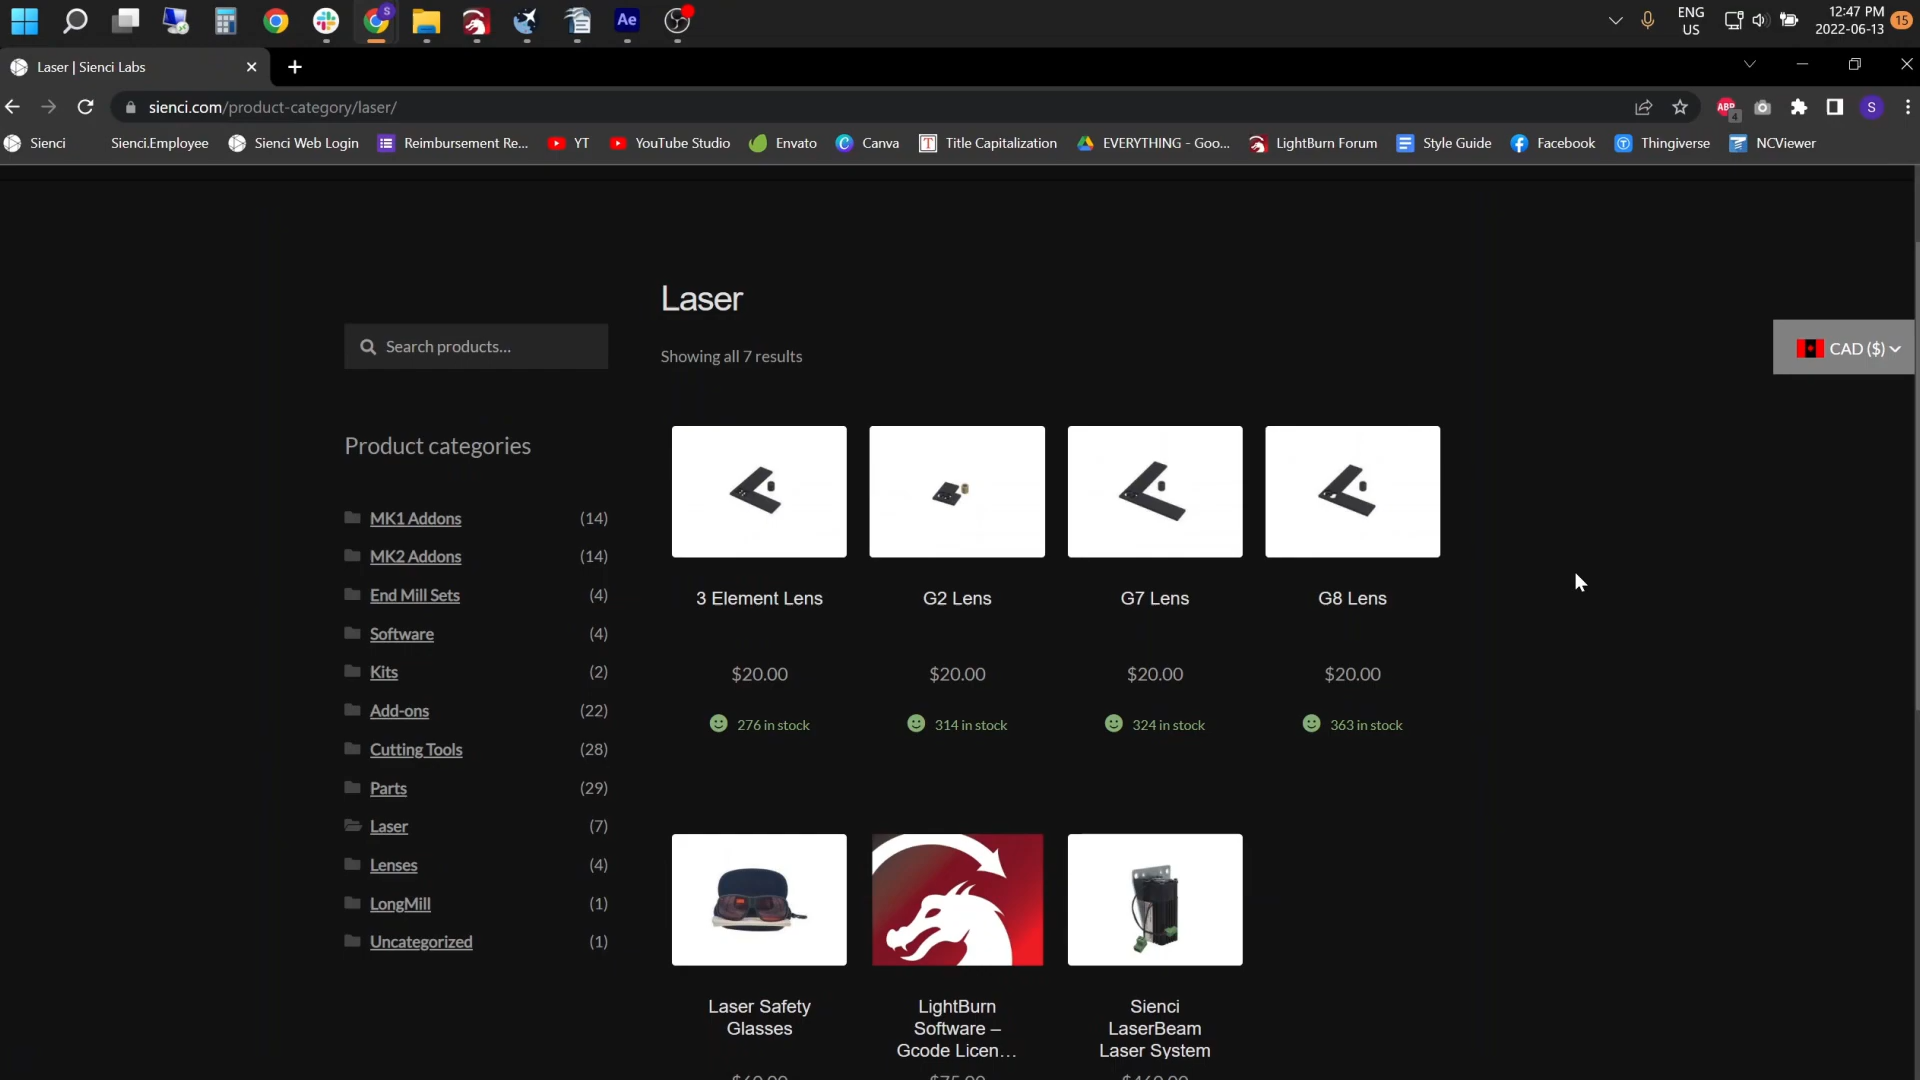 Ae
ENG
US
12:47 PM
2022-06-13
15
S
Laser | Sienci Labs
sienci.com/product-category/laser/
ABP
4
S
Sienci
Sienci.Employee
Sienci Web Login
Reimbursement Re...
YT
YouTube Studio
Envato
Canva
T
Title Capitalization
EVERYTHING - Goo...
LightBurn Forum
Style Guide
Facebook
Thingiverse
NCViewer
Laser
Search products...
Showing all 7 results
CAD ($)
Product categories
MK1 Addons (14)
MK2 Addons (14)
End Mill Sets (4)
Software (4)
Kits (2)
Add-ons (22)
Cutting Tools (28)
Parts (29)
Laser (7)
Lenses (4)
LongMill (1)
Uncategorized (1)
3 Element Lens
$20.00
276 in stock
G2 Lens
$20.00
314 in stock
G7 Lens
$20.00
324 in stock
G8 Lens
$20.00
363 in stock
Laser Safety
Glasses
LightBurn
Software –
Gcode Licen...
Sienci
LaserBeam
Laser System